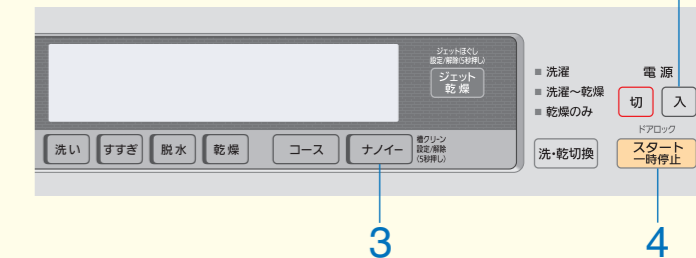 ジェットほぐし
設定/解除(5秒押し)
ジェット
乾燥
■ 洗濯
■ 洗濯〜乾燥
■ 乾燥のみ
電源
切 入
ドアロック
洗い すすぎ 脱水 乾燥 コース ナノイー
槽クリーン
設定/解除
(5秒押し)
洗・乾切換
スタート
一時停止
3 4